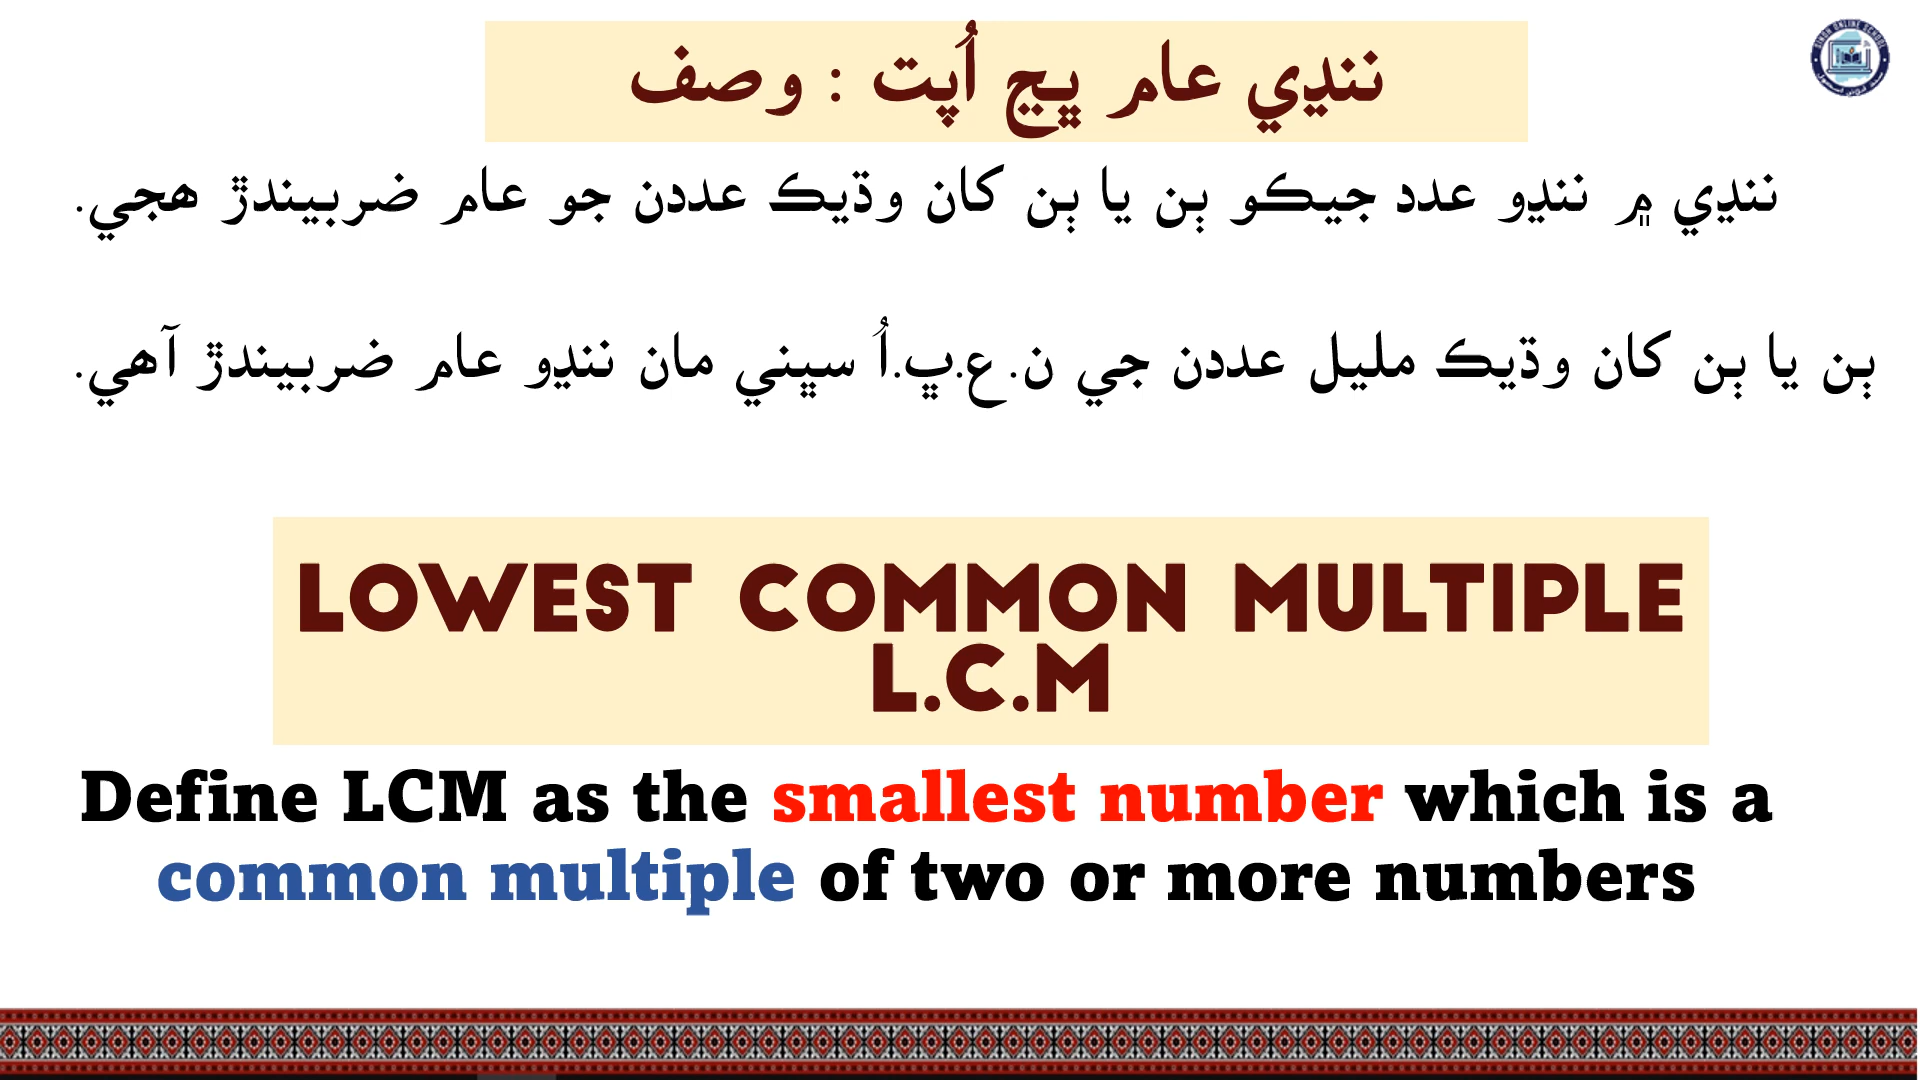 ننڍي عام ڀڃ اُپت : وصف
ننڍي ۾ ننڍو عدد جيڪو ٻن يا ٻن کان وڌيڪ عددن جو عام ضربيندڙ هجي.
ٻن يا ٻن کان وڌيڪ مليل عددن جي ن.ع.ڀ.اُ سڀني مان ننڍو عام ضربيندڙ آهي.
LOWEST COMMON MULTIPLE
L.C.M
Define LCM as the smallest number which is a
common multiple of two or more numbers